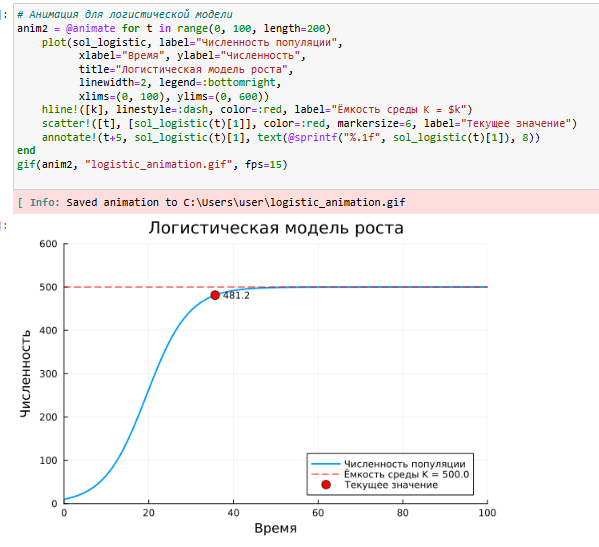 ]:
# Анимация для логистической модели
anim2 = @animate for t in range(0, 100, length=200)
    plot(sol_logistic, label="Численность популяции",
         xlabel="Время", ylabel="Численность",
         title="Логистическая модель роста",
         linewidth=2, legend=:bottomright,
         xlims=(0, 100), ylims=(0, 600))
    hline!([k], linestyle=:dash, color=:red, label="Ёмкость среды K = $k")
    scatter!([t], [sol_logistic(t)[1]], color=:red, markersize=6, label="Текущее значение")
    annotate!(t+5, sol_logistic(t)[1], text(@sprintf("%.1f", sol_logistic(t)[1]), 8))
end
gif(anim2, "logistic_animation.gif", fps=15)
[ Info: Saved animation to C:\Users\user\logistic_animation.gif
]:
Логистическая модель роста
600
500
400
300
200
100
0
Численность
481.2
Численность популяции
Ёмкость среды K = 500.0
Текущее значение
0 20 40 60 80 100
Время